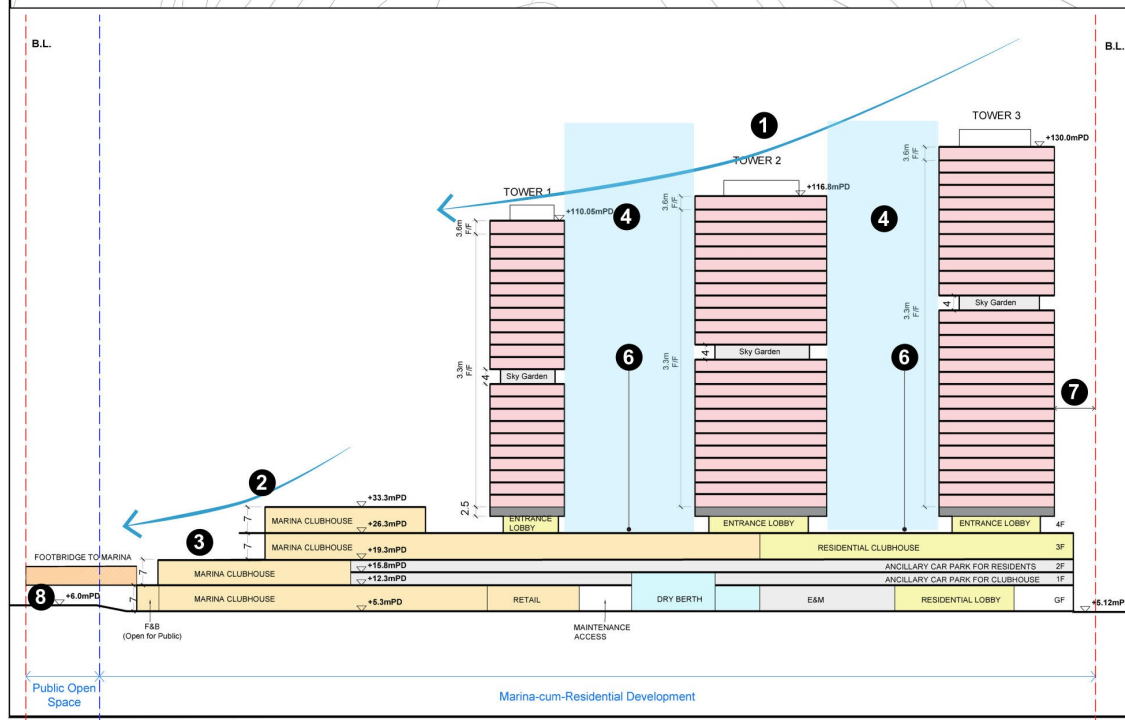 B.L.
B.L.
1
TOWER 3
+130.0mPD
3.6m
F/F
TOWER 2
+116.8mPD
3.6m
F/F
TOWER 1
+110.05mPD
3.6m
F/F
4
4
Sky Garden
4
3.3m
F/F
6
6
Sky Garden
4
3.3m
F/F
Sky Garden
4
3.3m
F/F
7
2
+33.3mPD
2.5
7
MARINA CLUBHOUSE
+26.3mPD
ENTRANCE
LOBBY
ENTRANCE LOBBY
ENTRANCE LOBBY
4F
3
7
MARINA CLUBHOUSE
+19.3mPD
RESIDENTIAL CLUBHOUSE
3F
FOOTBRIDGE TO MARINA
7
MARINA CLUBHOUSE
+15.8mPD
ANCILLARY CAR PARK FOR RESIDENTS
2F
+12.3mPD
ANCILLARY CAR PARK FOR CLUBHOUSE
1F
8
+6.0mPD
7
MARINA CLUBHOUSE
+5.3mPD
RETAIL
DRY BERTH
E&M
RESIDENTIAL LOBBY
GF
+5.12mP
F&B
(Open for Public)
MAINTENANCE
ACCESS
Public Open
Space
Marina-cum-Residential Development